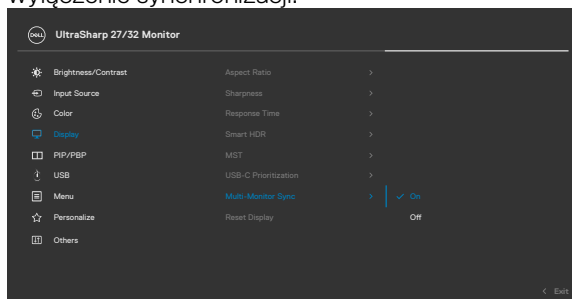 wyłączenie synchronizacji.
DELL UltraSharp 27/32 Monitor
Brightness/Contrast Aspect Ratio >
Input Source Sharpness >
Color Response Time >
Display Smart HDR >
PIP/PBP MST >
USB USB-C Prioritization >
Menu Multi-Monitor Sync > ✓ On
Personalize Reset Display Off
Others
< Exit